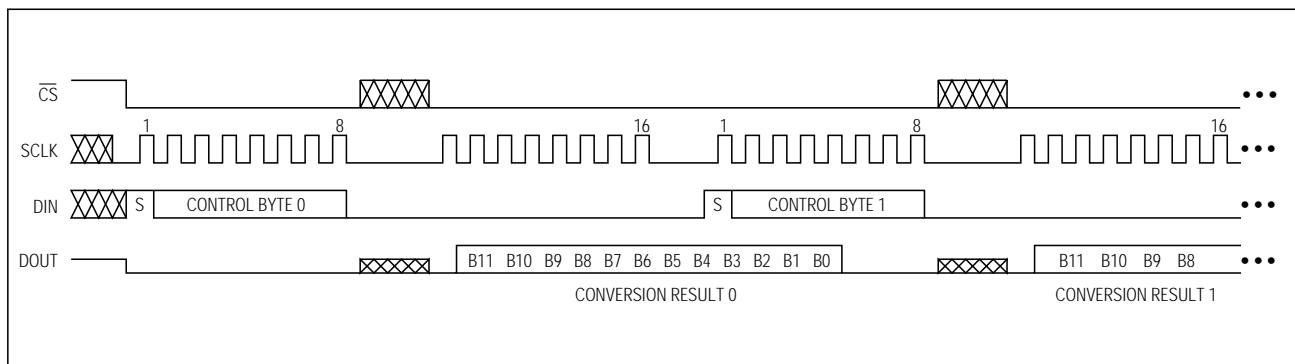 CS
1 8 16 1 8 16
SCLK
DIN S CONTROL BYTE 0 S CONTROL BYTE 1
DOUT B11 B10 B9 B8 B7 B6 B5 B4 B3 B2 B1 B0 B11 B10 B9 B8
CONVERSION RESULT 0 CONVERSION RESULT 1